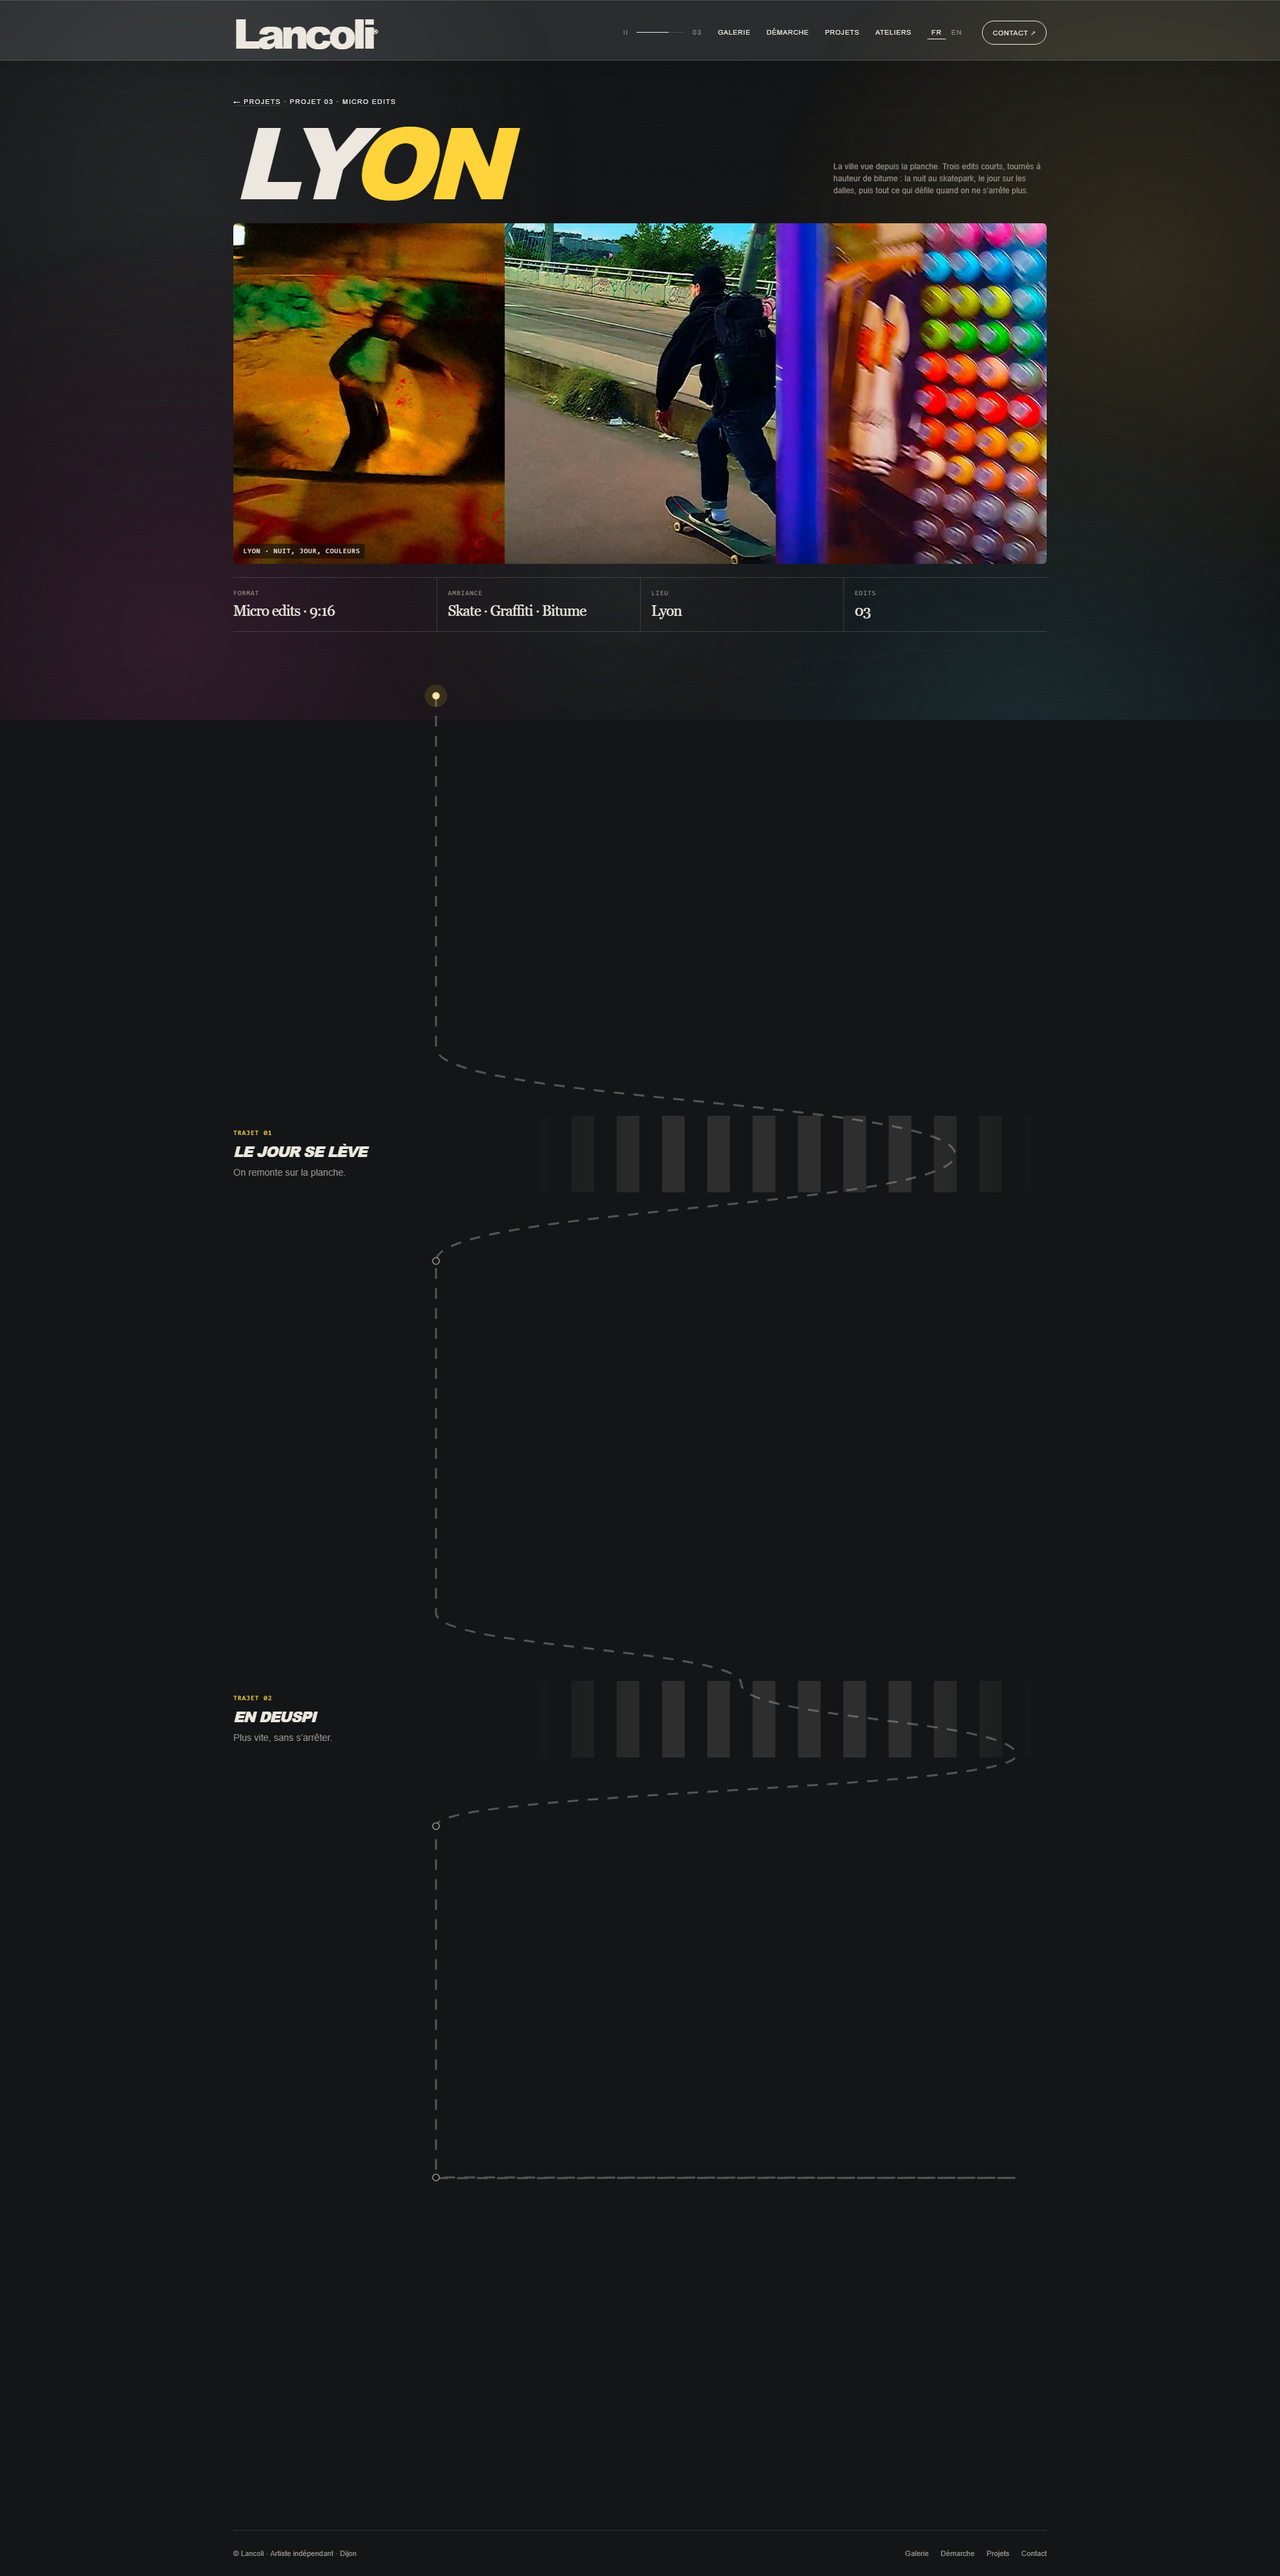 Lancoli®
II 03 GALERIE DÉMARCHE PROJETS ATELIERS FR EN CONTACT ↗
← PROJETS · PROJET 03 · MICRO EDITS
LYON
La ville vue depuis la planche. Trois edits courts, tournés à
hauteur de bitume : la nuit au skatepark, le jour sur les
dalles, puis tout ce qui défile quand on ne s'arrête plus.
LYON · NUIT, JOUR, COULEURS
FORMAT
Micro edits · 9:16
AMBIANCE
Skate · Graffiti · Bitume
LIEU
Lyon
EDITS
03
TRAJET 01
LE JOUR SE LÈVE
On remonte sur la planche.
TRAJET 02
EN DEUSPI
Plus vite, sans s'arrêter.
© Lancoli · Artiste indépendant · Dijon
Galerie Démarche Projets Contact